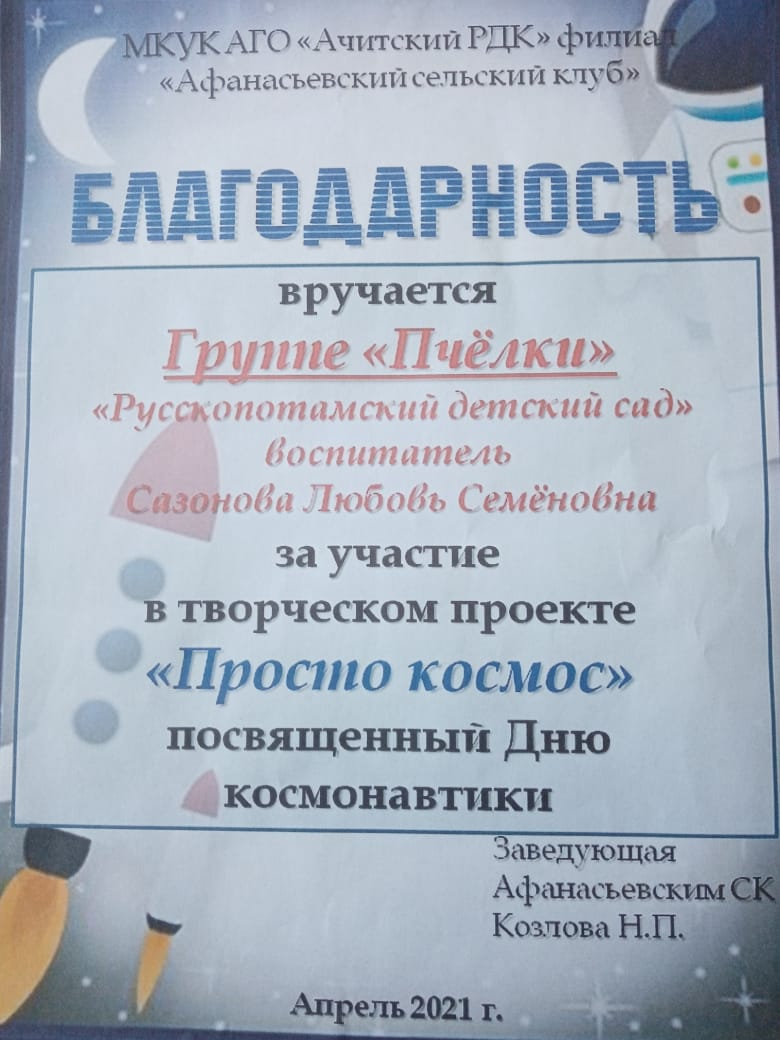 МКУК АГО «Ачитский РДК» филиал
«Афанасьевский сельский клуб»
БЛАГОДАРНОСТЬ
вручается
Группе «Пчёлки»
«Русскопотамский детский сад»
воспитатель
Сазонова Любовь Семёновна
за участие
в творческом проекте
«Просто космос»
посвященный Дню
космонавтики
Заведующая
Афанасьевским СК
Козлова Н.П.
Апрель 2021 г.